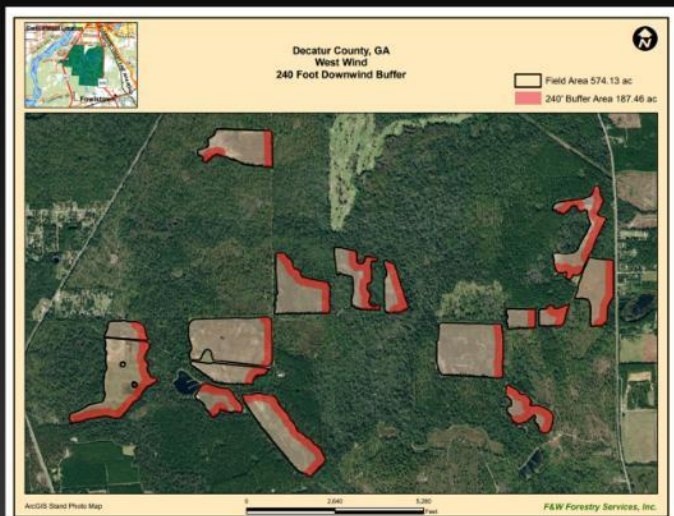 Decatur County, GA
West Wind
240 Foot Downwind Buffer
N
Field Area 574.13 ac
240' Buffer Area 187.46 ac
Fowlstown
ArcGIS Stand Photo Map
0 2,640 5,280
Feet
F&W Forestry Services, Inc.